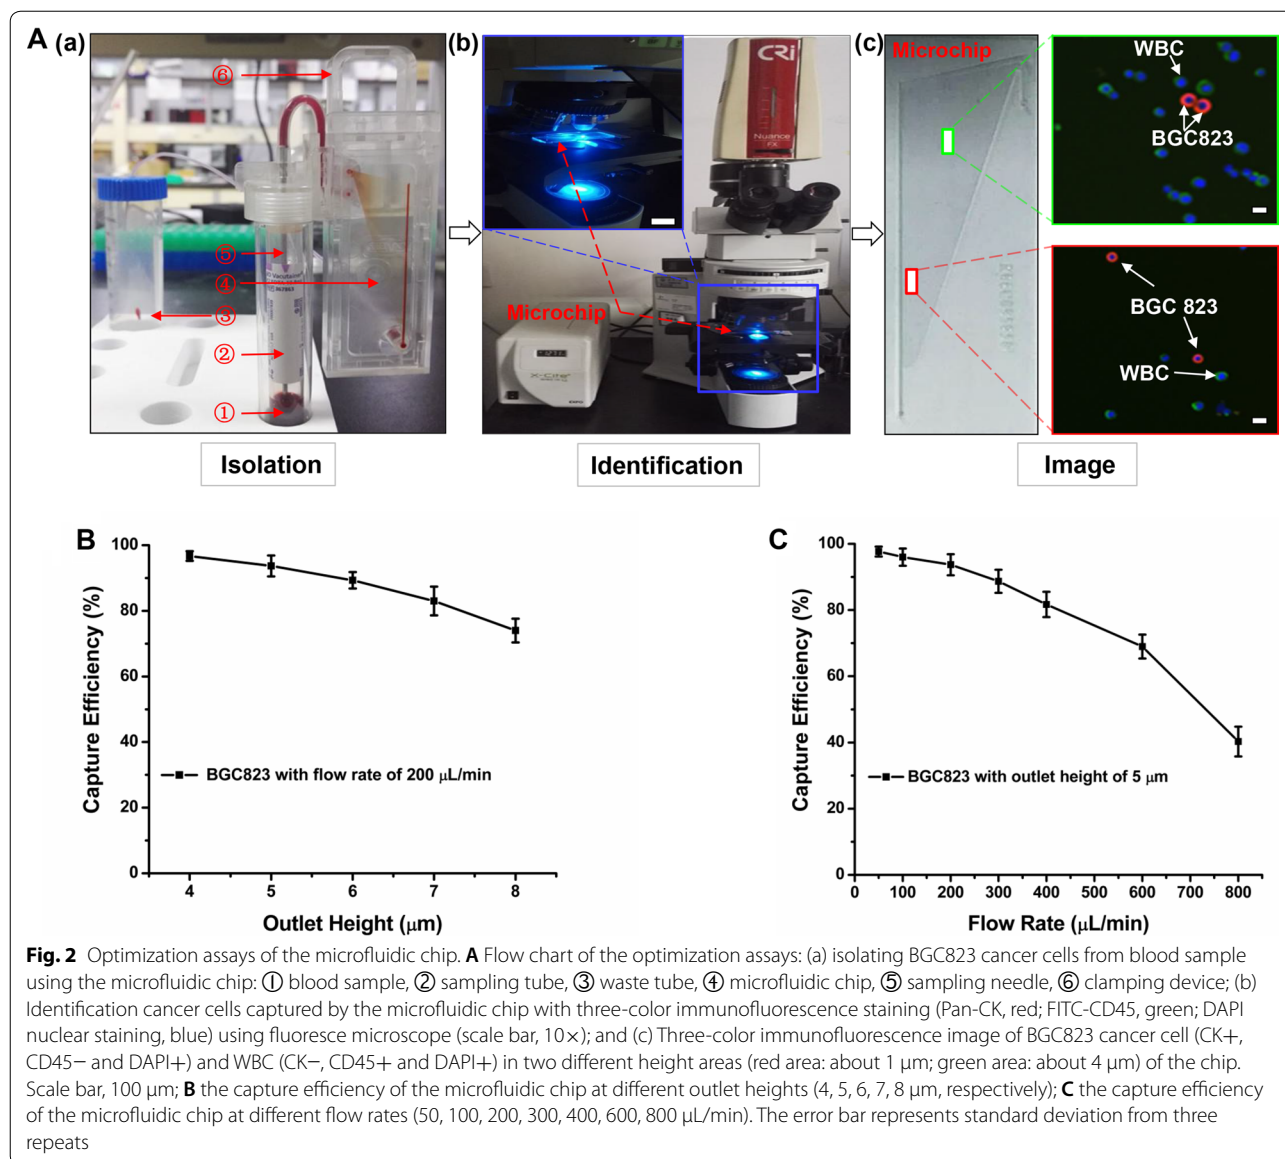 A (a)
⑥
⑤
④
③
②
①
Isolation
(b)
CRi
Nuance
FX
Microchip
X-Cite
Identification
(c)
Microchip
WBC
BGC823
BGC 823
WBC
Image
B
Capture Efficiency (%)
100
80
60
40
20
0
BGC823 with flow rate of 200 μL/min
4 5 6 7 8
Outlet Height (μm)
C
Capture Efficiency (%)
100
80
60
40
20
0
BGC823 with outlet height of 5 μm
0 100 200 300 400 500 600 700 800
Flow Rate (μL/min)
Fig. 2 Optimization assays of the microfluidic chip. A Flow chart of the optimization assays: (a) isolating BGC823 cancer cells from blood sample
using the microfluidic chip: ① blood sample, ② sampling tube, ③ waste tube, ④ microfluidic chip, ⑤ sampling needle, ⑥ clamping device; (b)
Identification cancer cells captured by the microfluidic chip with three-color immunofluorescence staining (Pan-CK, red; FITC-CD45, green; DAPI
nuclear staining, blue) using fluoresce microscope (scale bar, 10×); and (c) Three-color immunofluorescence image of BGC823 cancer cell (CK+,
CD45− and DAPI+) and WBC (CK−, CD45+ and DAPI+) in two different height areas (red area: about 1 μm; green area: about 4 μm) of the chip.
Scale bar, 100 μm; B the capture efficiency of the microfluidic chip at different outlet heights (4, 5, 6, 7, 8 μm, respectively); C the capture efficiency
of the microfluidic chip at different flow rates (50, 100, 200, 300, 400, 600, 800 μL/min). The error bar represents standard deviation from three
repeats